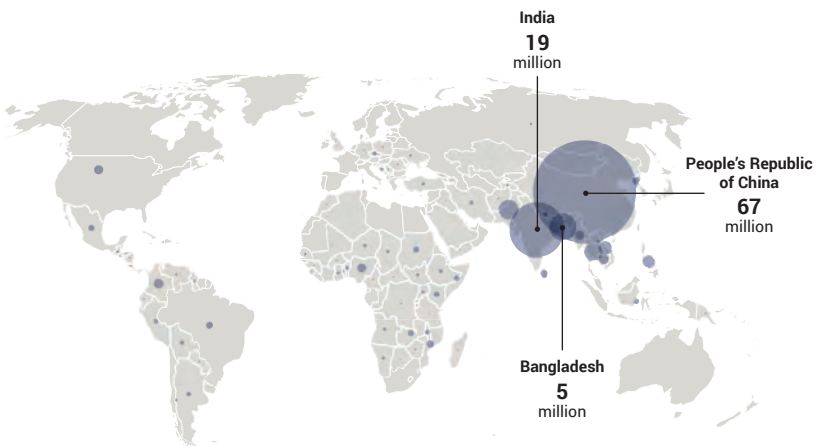 India
19
million
People’s Republic
of China
67
million
Bangladesh
5
million